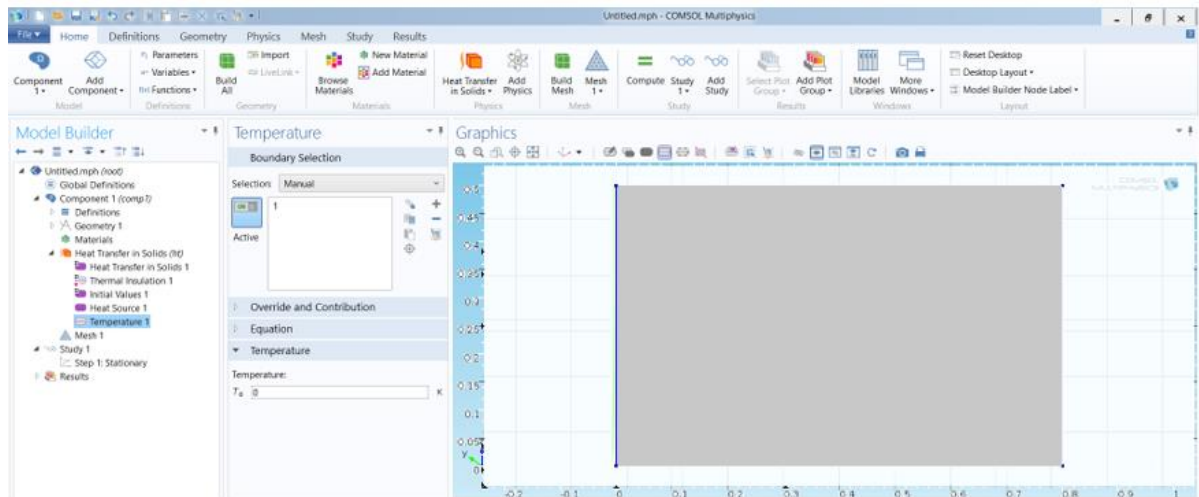 Untitled.mph - COMSOL Multiphysics
File Home Definitions Geometry Physics Mesh Study Results
Component 1
Add Component
Model
Parameters
Variables
Functions
Definitions
Build All
Import
LiveLink
Geometry
Browse Materials
New Material
Add Material
Materials
Heat Transfer in Solids
Add Physics
Physics
Build Mesh
Mesh 1
Mesh
Compute
Study 1
Add Study
Study
Select Plot Group
Add Plot Group
Results
Model Libraries
More Windows
Windows
Reset Desktop
Desktop Layout
Model Builder Node Label
Layout
Model Builder
Untitled.mph (root)
Global Definitions
Component 1 (comp1)
Definitions
Geometry 1
Materials
Heat Transfer in Solids (ht)
Heat Transfer in Solids 1
Thermal Insulation 1
Initial Values 1
Heat Source 1
Temperature 1
Mesh 1
Study 1
Step 1: Stationary
Results
Temperature
Boundary Selection
Selection: Manual
1
Active
Override and Contribution
Equation
Temperature
Temperature:
T₀ 0 K
Graphics
COMSOL
MULTIPHYSICS
0.5
0.45
0.4
0.35
0.3
0.25
0.2
0.15
0.1
0.05
y
0
-0.2 -0.1 0 0.1 0.2 0.3 0.4 0.5 0.6 0.7 0.8 0.9 1